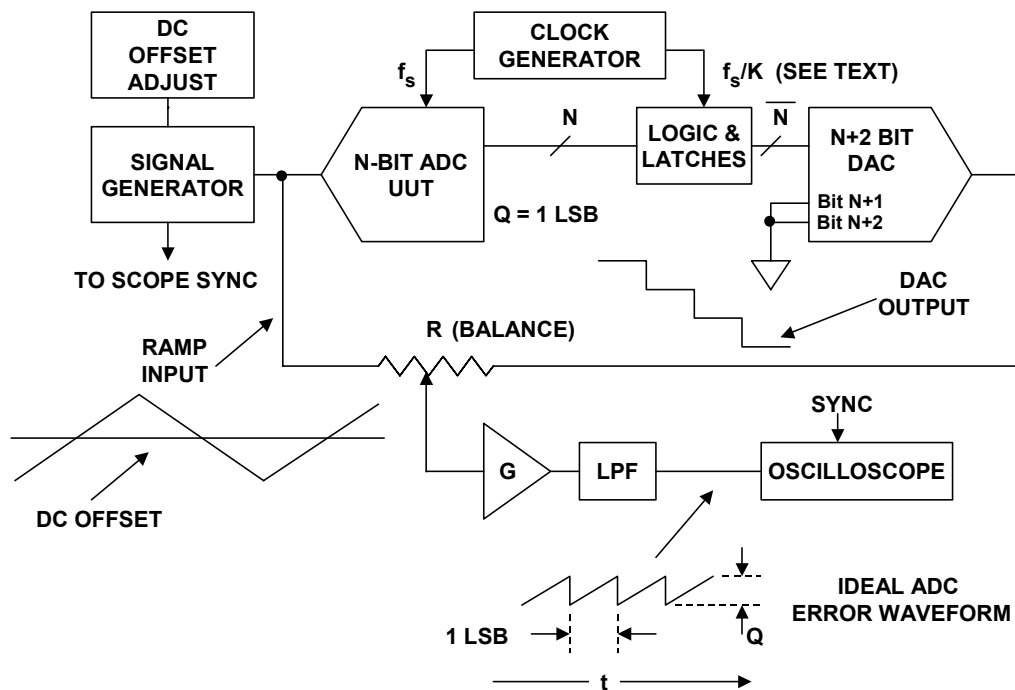 DC
OFFSET
ADJUST
CLOCK
GENERATOR
fs
fs/K (SEE TEXT)
SIGNAL
GENERATOR
N-BIT ADC
UUT
N
LOGIC &
LATCHES
N̅
N+2 BIT
DAC
Bit N+1
Bit N+2
Q = 1 LSB
TO SCOPE SYNC
DAC
OUTPUT
R (BALANCE)
RAMP
INPUT
SYNC
G
LPF
OSCILLOSCOPE
DC OFFSET
IDEAL ADC
ERROR WAVEFORM
1 LSB
Q
t